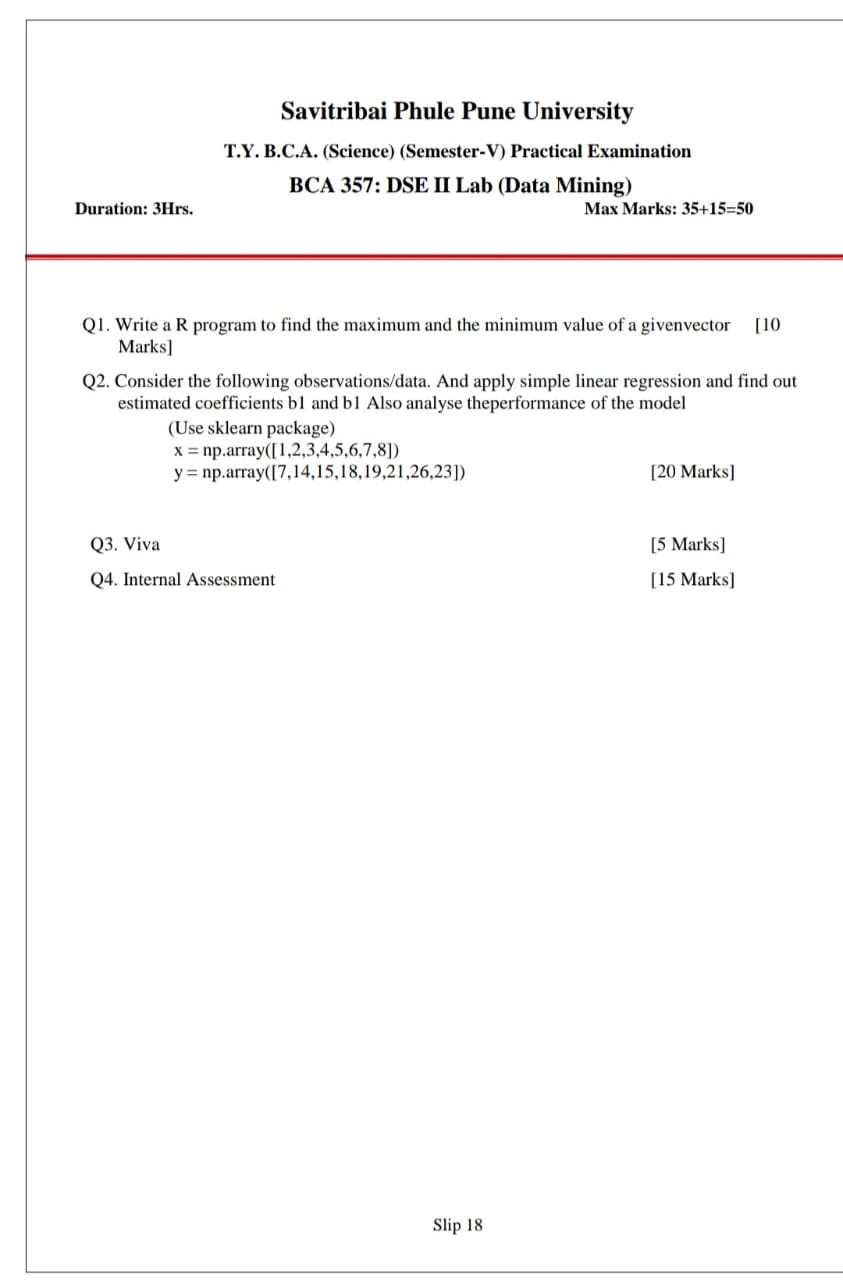 Savitribai Phule Pune University
T.Y. B.C.A. (Science) (Semester-V) Practical Examination
BCA 357: DSE II Lab (Data Mining)
Duration: 3Hrs. Max Marks: 35+15=50
Q1. Write a R program to find the maximum and the minimum value of a givenvector [10
Marks]
Q2. Consider the following observations/data. And apply simple linear regression and find out
estimated coefficients b1 and b1 Also analyse theperformance of the model
(Use sklearn package)
x = np.array([1,2,3,4,5,6,7,8])
y = np.array([7,14,15,18,19,21,26,23]) [20 Marks]
Q3. Viva [5 Marks]
Q4. Internal Assessment [15 Marks]
Slip 18